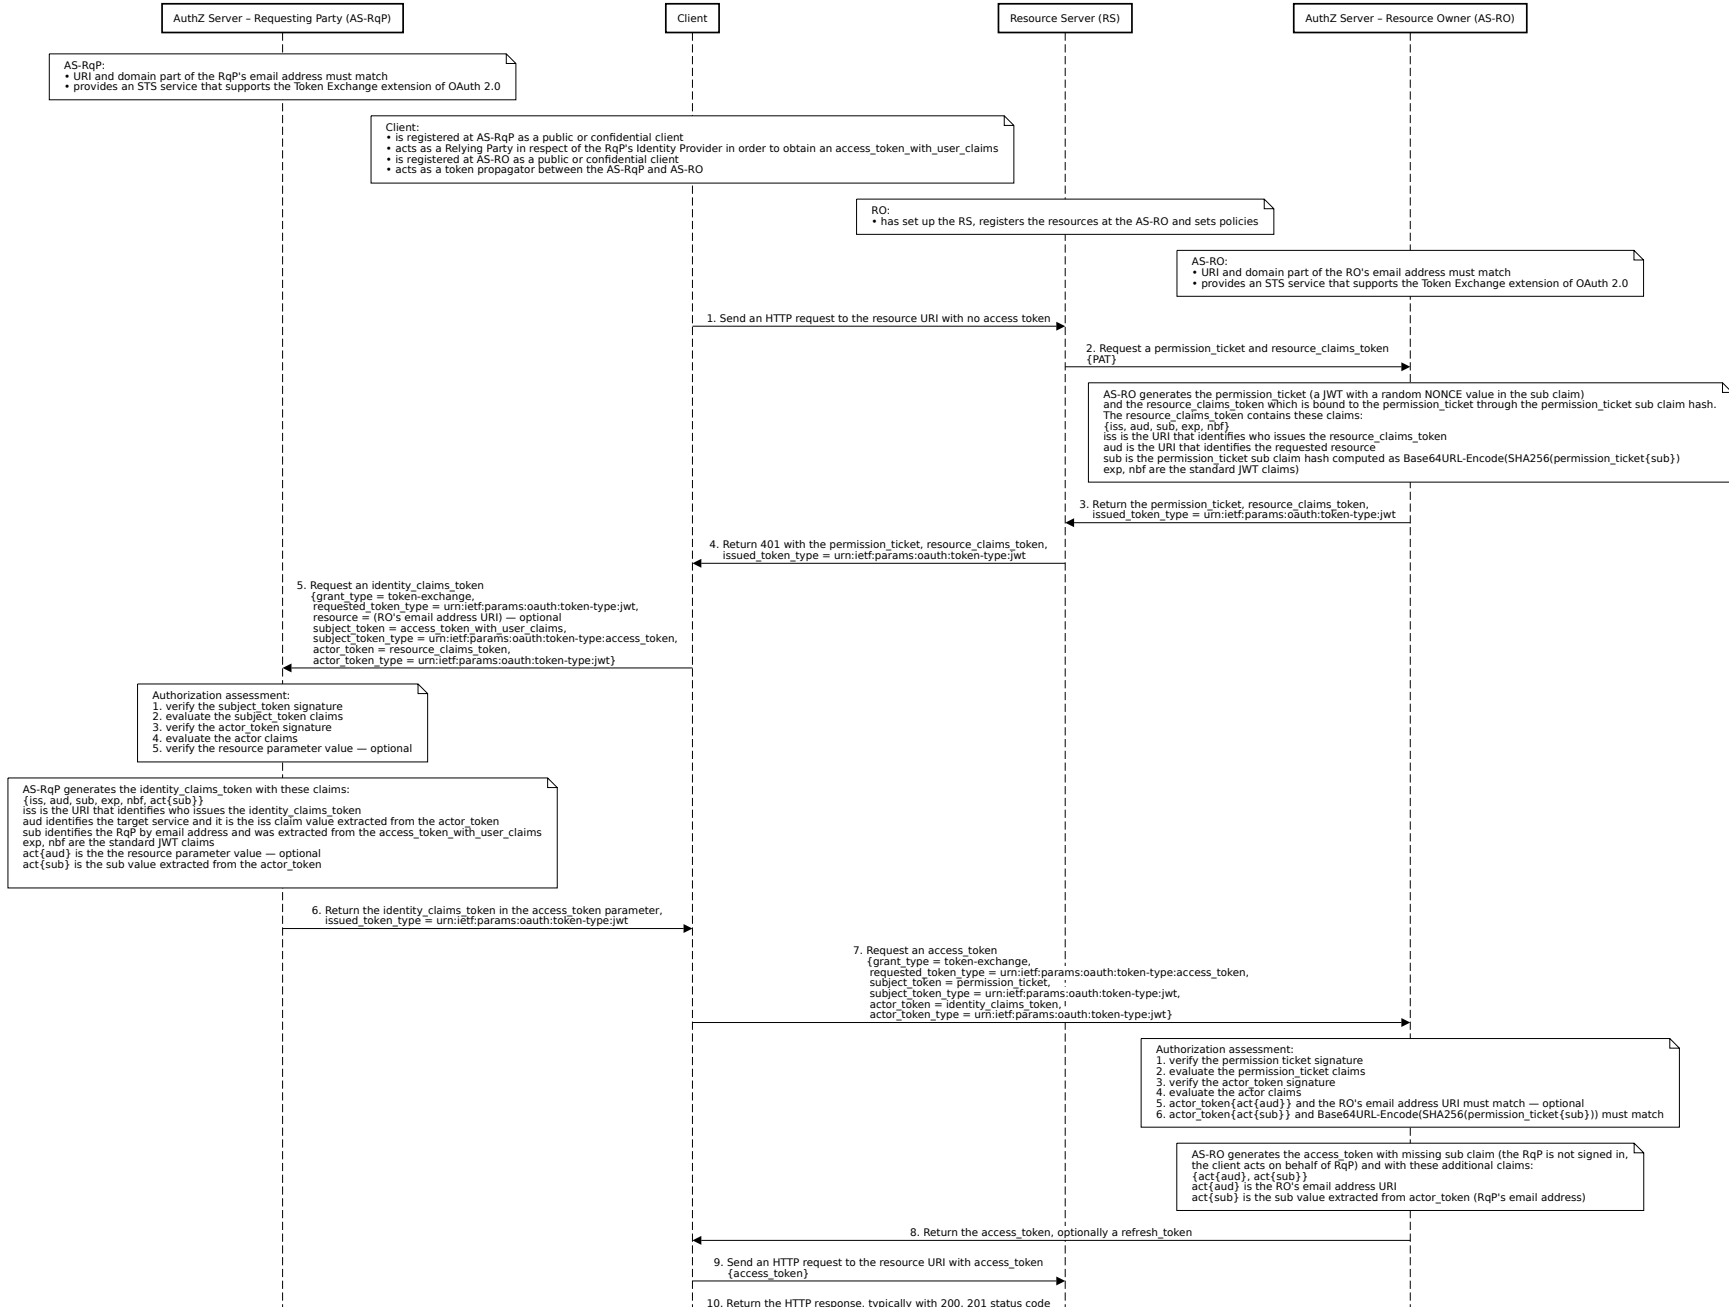 AuthZ Server – Requesting Party (AS-RqP)
Client
Resource Server (RS)
AuthZ Server – Resource Owner (AS-RO)
AS-RqP:
• URI and domain part of the RqP's email address must match
• provides an STS service that supports the Token Exchange extension of OAuth 2.0
Client:
• is registered at AS-RqP as a public or confidential client
• acts as a Relying Party in respect of the RqP's Identity Provider in order to obtain an access_token_with_user_claims
• is registered at AS-RO as a public or confidential client
• acts as a token propagator between the AS-RqP and AS-RO
RO:
• has set up the RS, registers the resources at the AS-RO and sets policies
AS-RO:
• URI and domain part of the RO's email address must match
• provides an STS service that supports the Token Exchange extension of OAuth 2.0
1. Send an HTTP request to the resource URI with no access token
2. Request a permission_ticket and resource_claims_token
{PAT}
AS-RO generates the permission_ticket (a JWT with a random NONCE value in the sub claim)
and the resource_claims_token which is bound to the permission_ticket through the permission_ticket sub claim hash.
The resource_claims_token contains these claims:
{iss, aud, sub, exp, nbf}
iss is the URI that identifies who issues the resource_claims_token
aud is the URI that identifies the requested resource
sub is the permission_ticket sub claim hash computed as Base64URL-Encode(SHA256(permission_ticket{sub})
exp, nbf are the standard JWT claims)
3. Return the permission_ticket, resource_claims_token,
issued_token_type = urn:ietf:params:oauth:token-type:jwt
4. Return 401 with the permission_ticket, resource_claims_token,
issued_token_type = urn:ietf:params:oauth:token-type:jwt
5. Request an identity_claims_token
{grant_type = token-exchange,
requested_token_type = urn:ietf:params:oauth:token-type:jwt,
resource = (RO's email address URI) — optional
subject_token = access_token_with_user_claims,
subject_token_type = urn:ietf:params:oauth:token-type:access_token,
actor_token = resource_claims_token,
actor_token_type = urn:ietf:params:oauth:token-type:jwt}
Authorization assessment:
1. verify the subject_token signature
2. evaluate the subject_token claims
3. verify the actor_token signature
4. evaluate the actor claims
5. verify the resource parameter value — optional
AS-RqP generates the identity_claims_token with these claims:
{iss, aud, sub, exp, nbf, act{sub}}
iss is the URI that identifies who issues the identity_claims_token
aud identifies the target service and it is the iss claim value extracted from the actor_token
sub identifies the RqP by email address and was extracted from the access_token_with_user_claims
exp, nbf are the standard JWT claims
act{aud} is the the resource parameter value — optional
act{sub} is the sub value extracted from the actor_token
6. Return the identity_claims_token in the access_token parameter,
issued_token_type = urn:ietf:params:oauth:token-type:jwt
7. Request an access_token
{grant_type = token-exchange,
requested_token_type = urn:ietf:params:oauth:token-type:access_token,
subject_token = permission_ticket,
subject_token_type = urn:ietf:params:oauth:token-type:jwt,
actor_token = identity_claims_token,
actor_token_type = urn:ietf:params:oauth:token-type:jwt}
Authorization assessment:
1. verify the permission ticket signature
2. evaluate the permission_ticket claims
3. verify the actor_token signature
4. evaluate the actor claims
5. actor_token{act{aud}} and the RO's email address URI must match — optional
6. actor_token{act{sub}} and Base64URL-Encode(SHA256(permission_ticket{sub})) must match
AS-RO generates the access_token with missing sub claim (the RqP is not signed in,
the client acts on behalf of RqP) and with these additional claims:
{act{aud}, act{sub}}
act{aud} is the RO's email address URI
act{sub} is the sub value extracted from actor_token (RqP's email address)
8. Return the access_token, optionally a refresh_token
9. Send an HTTP request to the resource URI with access_token
{access_token}
10. Return the HTTP response, typically with 200, 201 status code